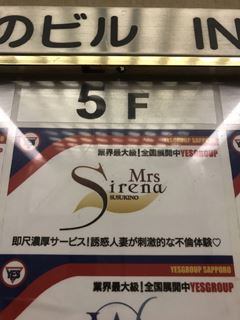 のビル IN
5F
YESGROUP SAPPORO
業界最大級!全国展開中YESGROUP
Mrs
Sirena
SUSUKINO
即尺濃厚サービス!誘惑人妻が刺激的な不倫体験♡
YESGROUP SAPPORO
業界最大級!全国展開中YESGROUP